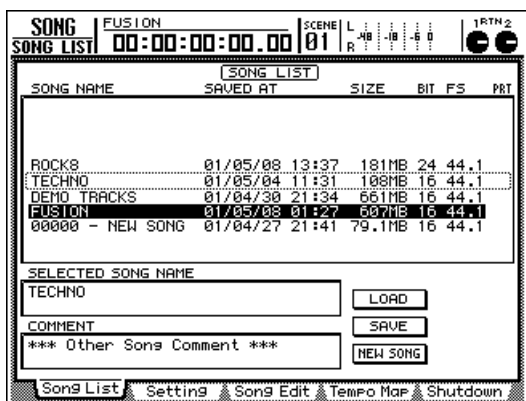 SONG FUSION SCENE L 1RTN2
SONG LIST 00:00:00:00.00 01 R -48 -18 -6 0
SONG LIST
SONG NAME SAVED AT SIZE BIT FS PRT
ROCK8 01/05/08 13:37 181MB 24 44.1
TECHNO 01/05/04 11:31 108MB 16 44.1
DEMO TRACKS 01/04/30 21:34 661MB 16 44.1
FUSION 01/05/08 01:27 607MB 16 44.1
00000 - NEW SONG 01/04/27 21:41 79.1MB 16 44.1
SELECTED SONG NAME
TECHNO
LOAD
COMMENT
SAVE
*** Other Song Comment ***
NEW SONG
Song List Setting Song Edit Tempo Map Shutdown